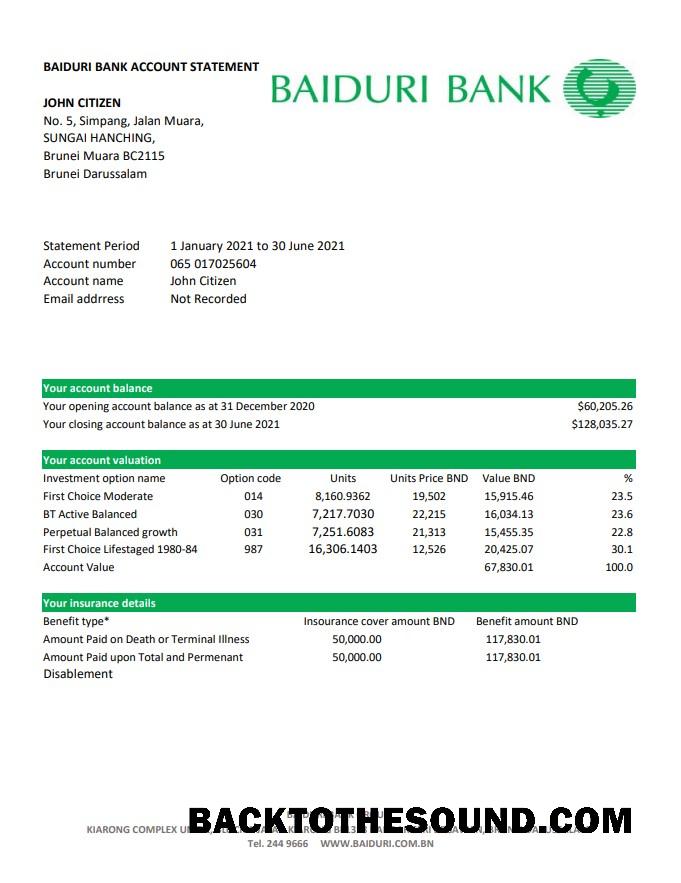 BAIDURI BANK ACCOUNT STATEMENT
BAIDURI BANK
JOHN CITIZEN
No. 5, Simpang, Jalan Muara,
SUNGAI HANCHING,
Brunei Muara BC2115
Brunei Darussalam
Statement Period 1 January 2021 to 30 June 2021
Account number 065 017025604
Account name John Citizen
Email addrress Not Recorded
Your account balance
Your opening account balance as at 31 December 2020 $60,205.26
Your closing account balance as at 30 June 2021 $128,035.27
Your account valuation
Investment option name Option code Units Units Price BND Value BND %
First Choice Moderate 014 8,160.9362 19,502 15,915.46 23.5
BT Active Balanced 030 7,217.7030 22,215 16,034.13 23.6
Perpetual Balanced growth 031 7,251.6083 21,313 15,455.35 22.8
First Choice Lifestaged 1980-84 987 16,306.1403 12,526 20,425.07 30.1
Account Value 67,830.01 100.0
Your insurance details
Benefit type* Insourance cover amount BND Benefit amount BND
Amount Paid on Death or Terminal Illness 50,000.00 117,830.01
Amount Paid upon Total and Permenant 50,000.00 117,830.01
Disablement
BACKTOTHESOUND.COM
KIARONG COMPLEX
Tel. 244 9666 WWW.BAIDURI.COM.BN